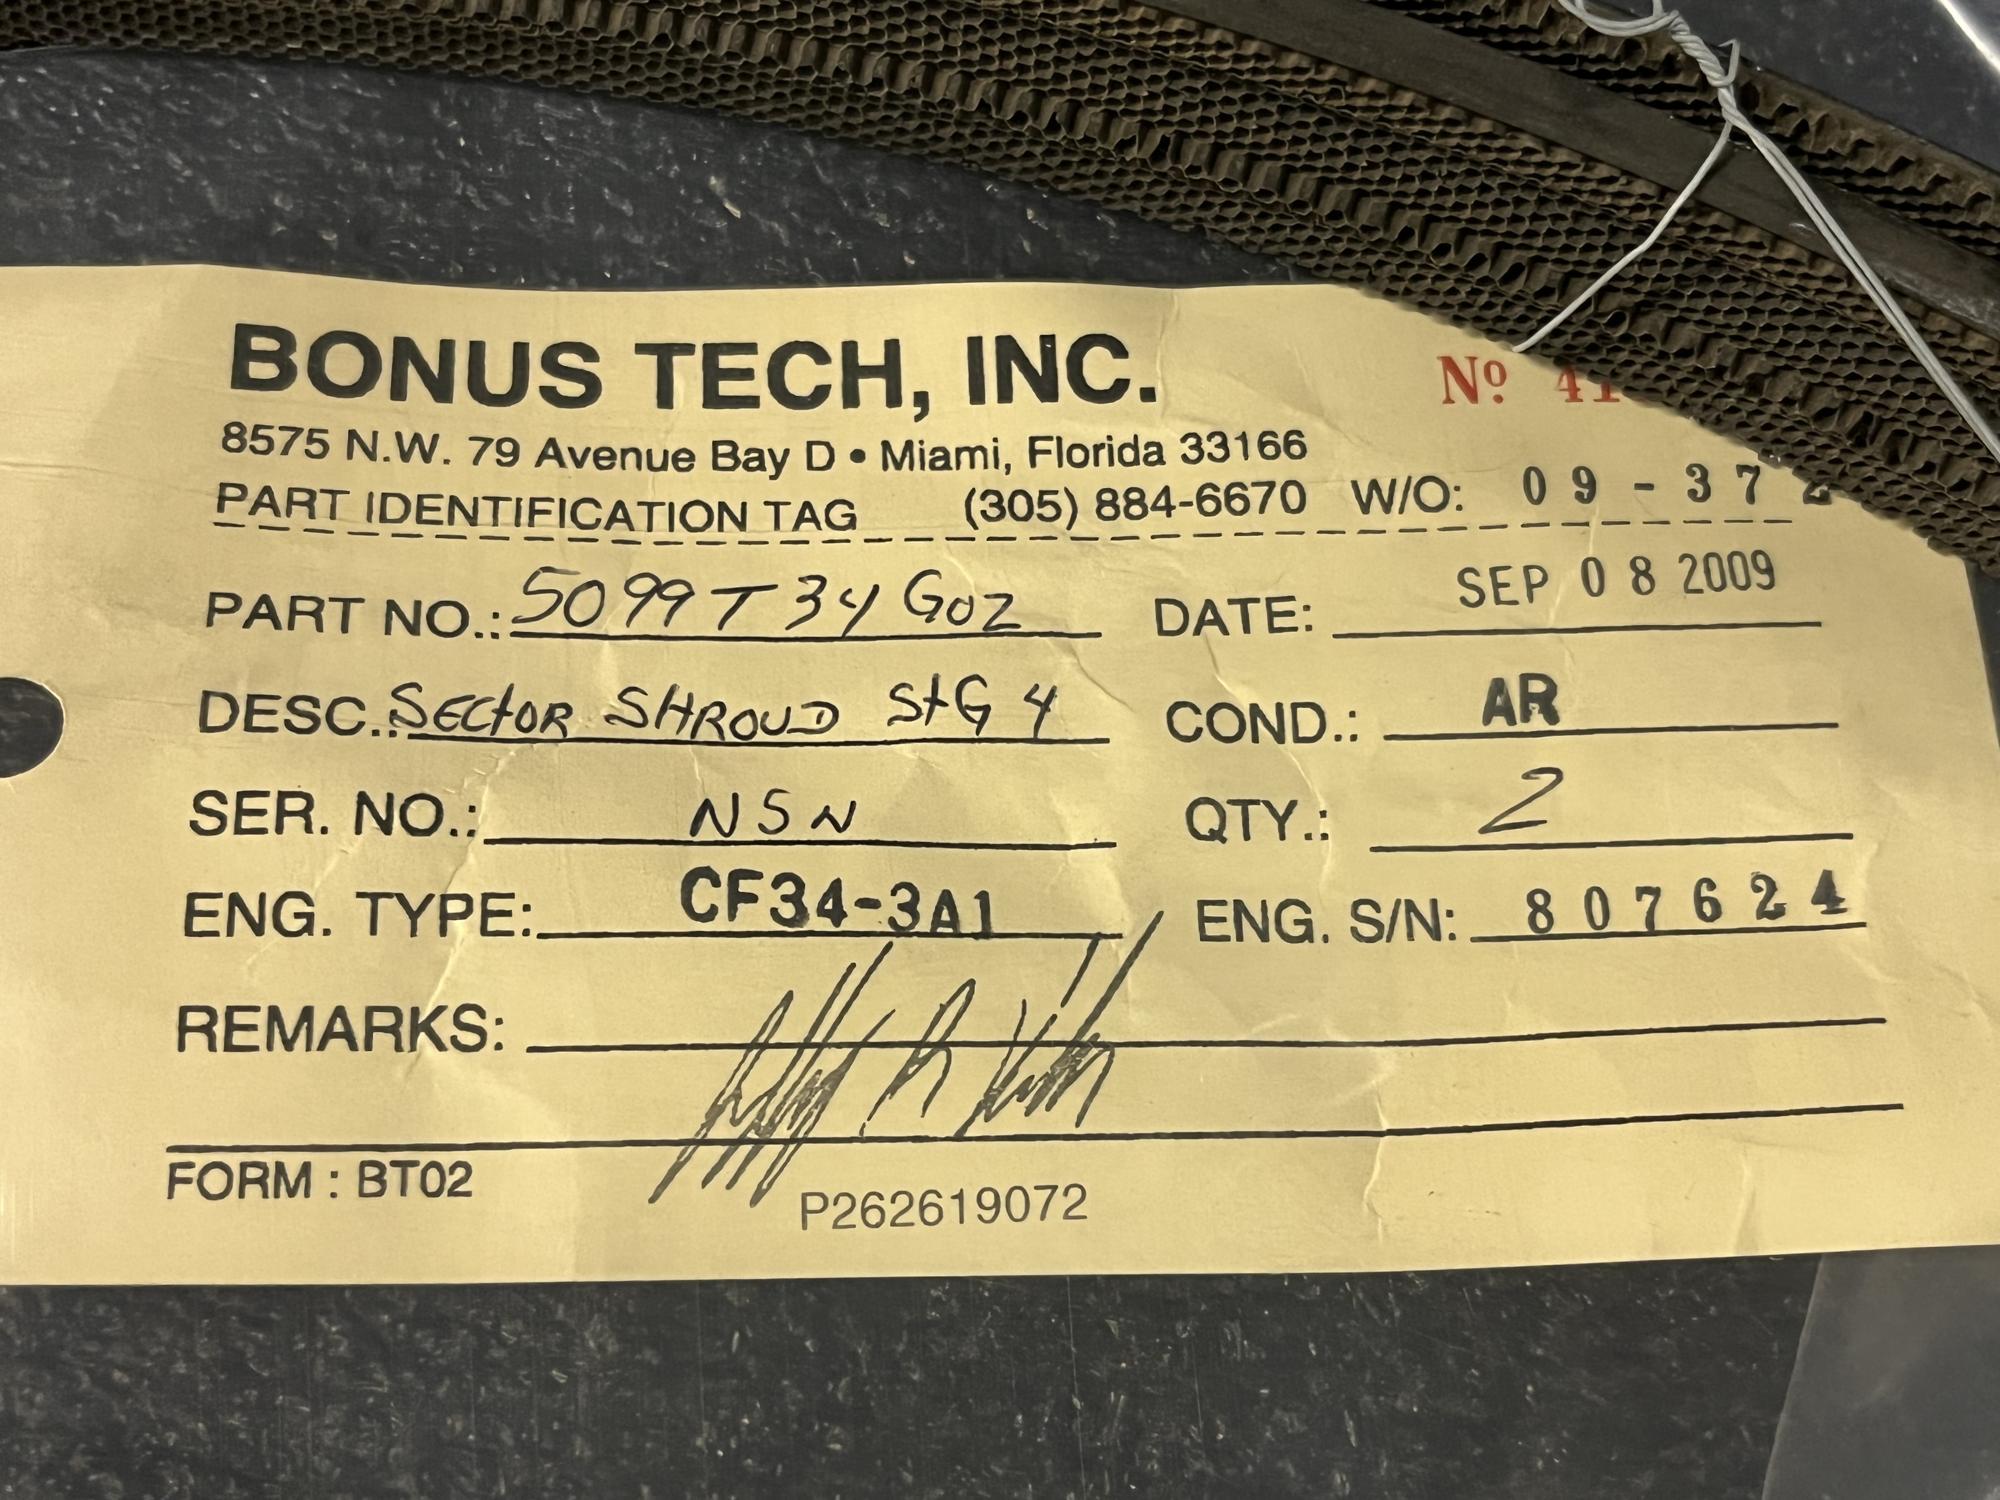 BONUS TECH, INC.
Nº 41
8575 N.W. 79 Avenue Bay D • Miami, Florida 33166
PART IDENTIFICATION TAG (305) 884-6670 W/O: 09-372
PART NO.: 5099T34G02 DATE: SEP 08 2009
DESC.: SECTOR SHROUD StG 4 COND.: AR
SER. NO.: NSN QTY.: 2
ENG. TYPE: CF34-3A1 ENG. S/N: 807624
REMARKS:
FORM : BT02
P262619072